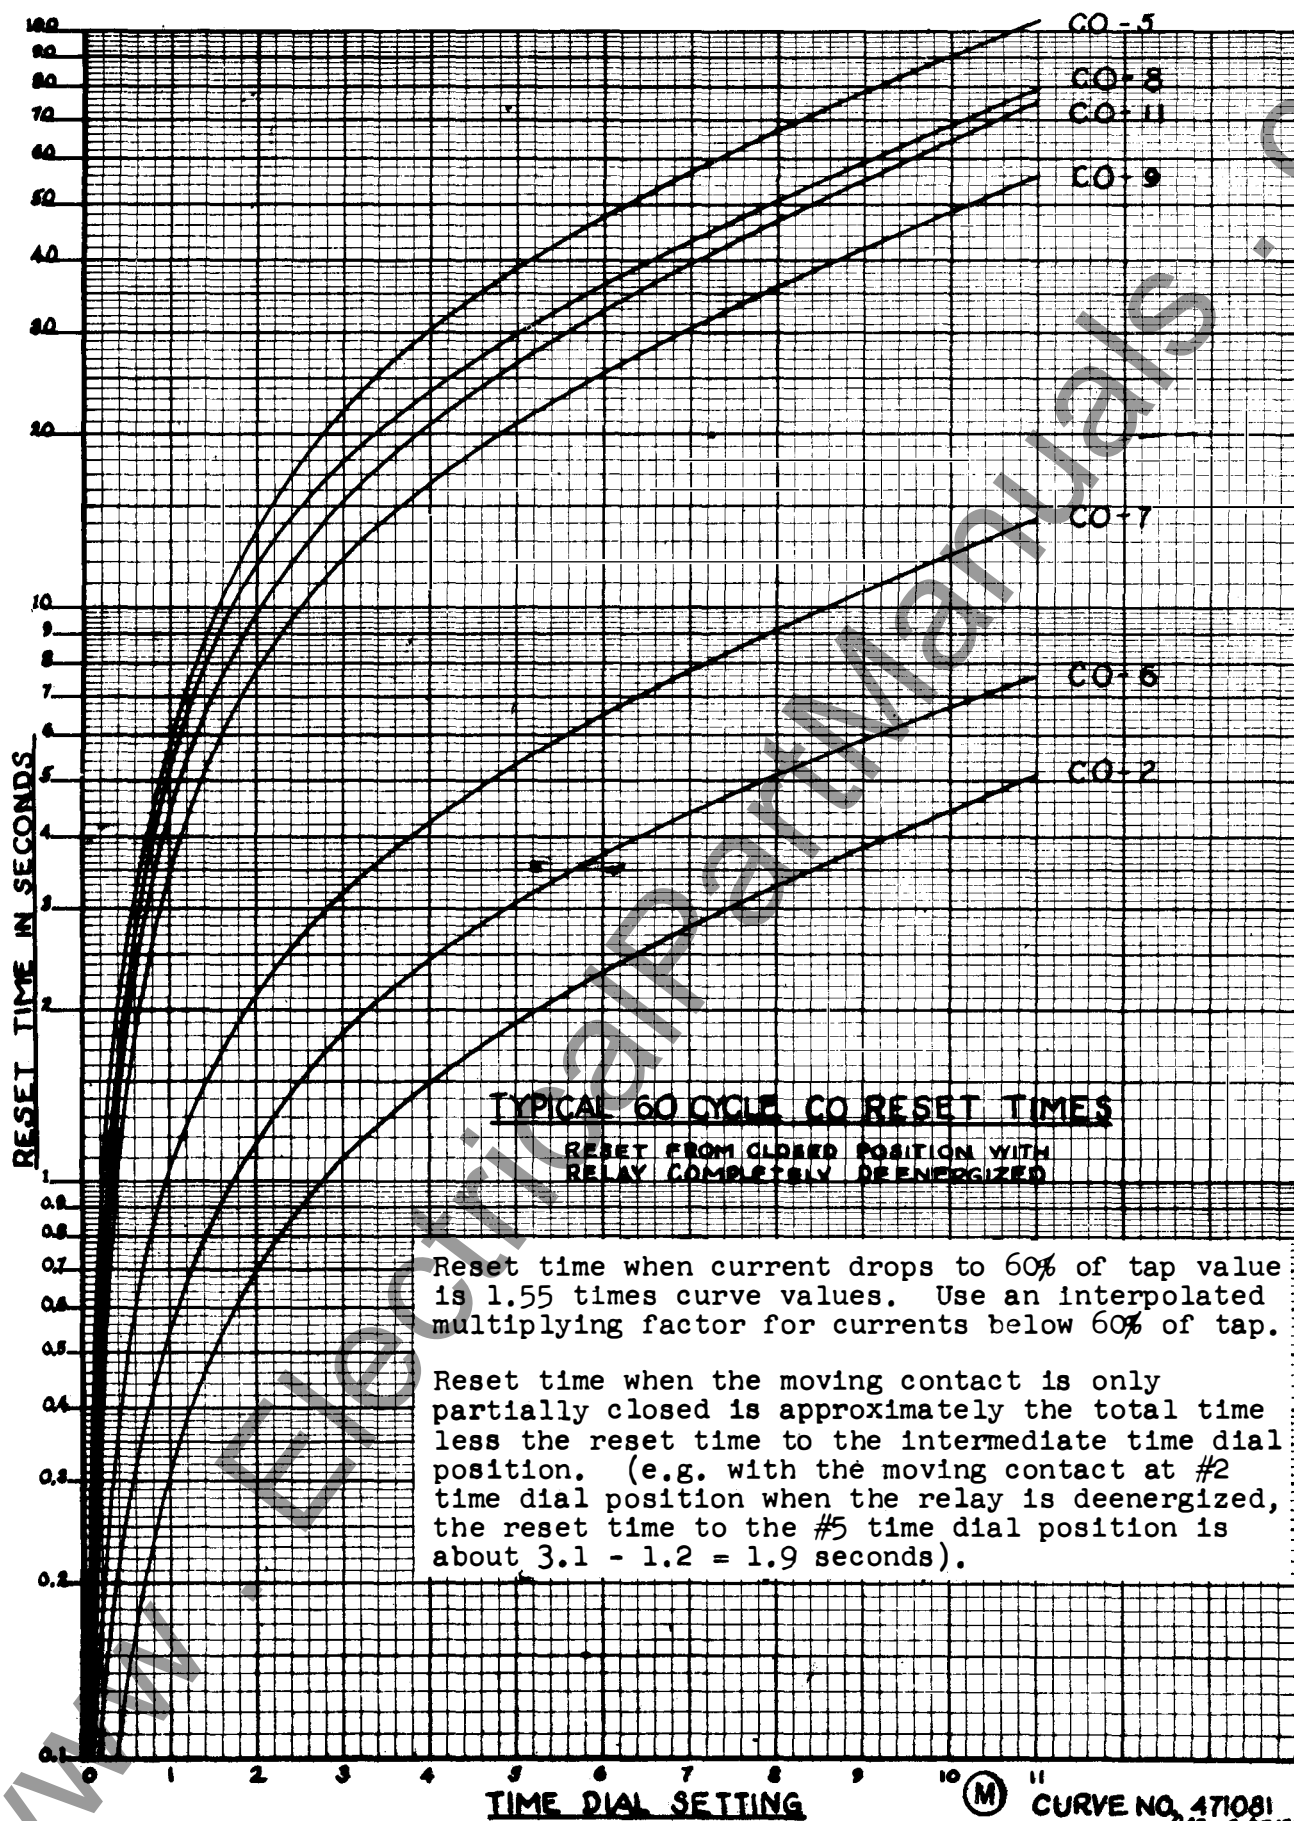 100
90
80
70
60
50
40
30
20
10
9
8
7
6
5
4
3
2
1
0.9
0.8
0.7
0.6
0.5
0.4
0.3
0.2
0.1
RESET TIME IN SECONDS
CO-5
CO-8
CO-11
CO-9
CO-7
CO-6
CO-2
TYPICAL 60 CYCLE CO RESET TIMES
RESET FROM CLOSED POSITION WITH
RELAY COMPLETELY DEENERGIZED
Reset time when current drops to 60% of tap value
is 1.55 times curve values. Use an interpolated
multiplying factor for currents below 60% of tap.
Reset time when the moving contact is only
partially closed is approximately the total time
less the reset time to the intermediate time dial
position. (e.g. with the moving contact at #2
time dial position when the relay is deenergized,
the reset time to the #5 time dial position is
about 3.1 - 1.2 = 1.9 seconds).
0 1 2 3 4 5 6 7 8 9 10 11
TIME DIAL SETTING
M CURVE NO. 471081
www . ElectricalPartManuals .